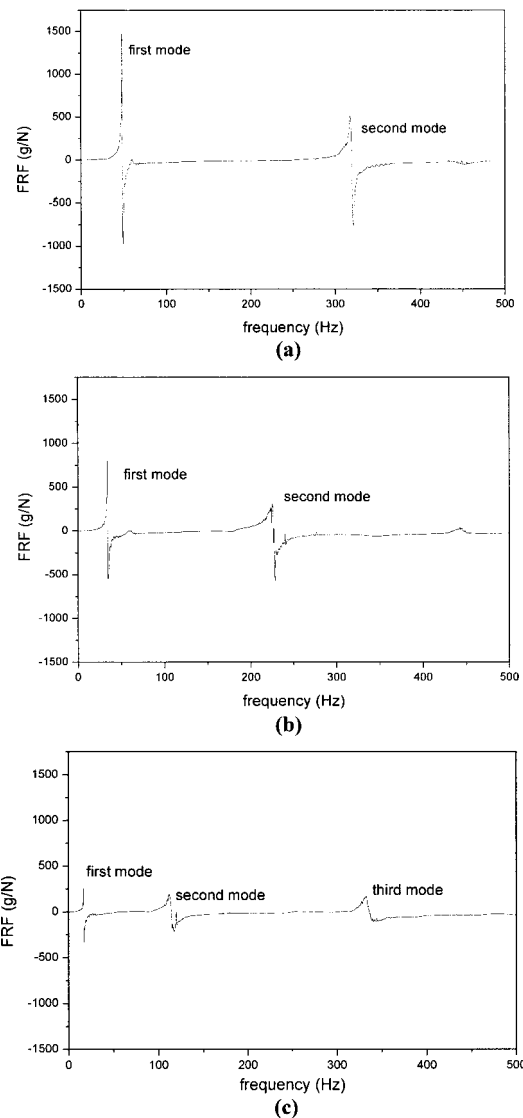 1500
first mode
1000
second mode
500
FRF (g/N)
0
-500
-1000
-1500
0
100
200
300
400
500
frequency (Hz)
(a)
1500
1000
first mode
second mode
500
FRF (g/N)
0
-500
-1000
-1500
0
100
200
300
400
500
frequency (Hz)
(b)
1500
1000
500
first mode
second mode
third mode
FRF (g/N)
0
-500
-1000
-1500
0
100
200
300
400
500
frequency (Hz)
(c)